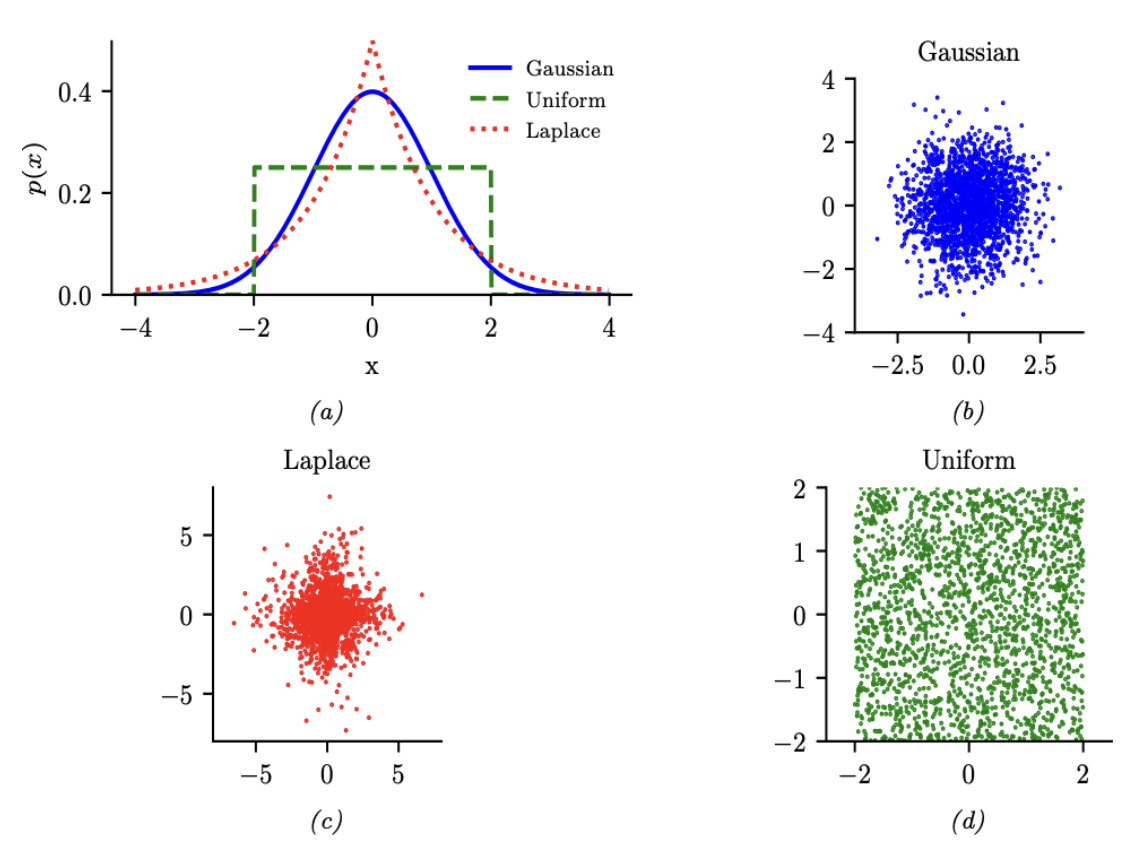 Gaussian
Uniform
Laplace
0.4
0.2
0.0
p(x)
−4 −2 0 2 4
x
(a)
Gaussian
4
2
0
−2
−4
−2.5 0.0 2.5
(b)
Laplace
5
0
−5
−5 0 5
(c)
Uniform
2
1
0
−1
−2
−2 0 2
(d)